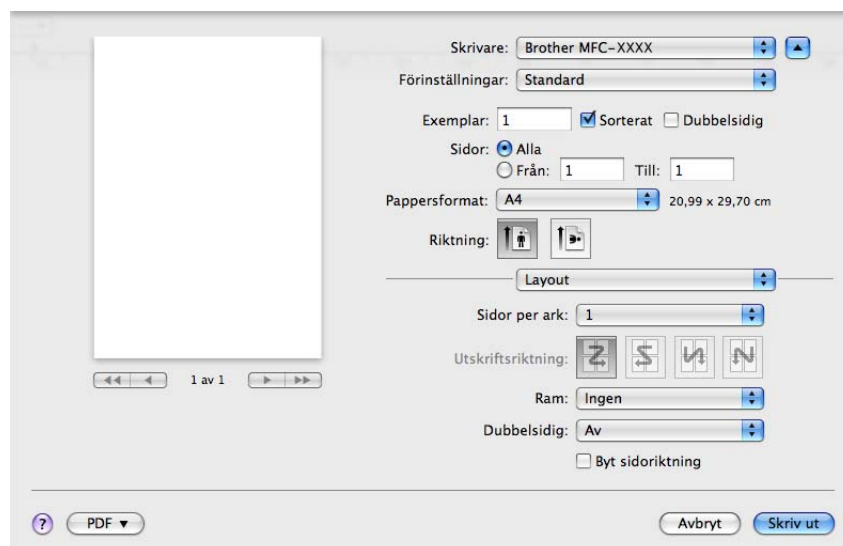 Skrivare: Brother MFC-XXXX
Förinställningar: Standard
Exemplar: 1 Sorterat Dubbelsidig
Sidor: Alla
Från: 1 Till: 1
Pappersformat: A4 20,99 x 29,70 cm
Riktning:
Layout
Sidor per ark: 1
Utskriftsriktning:
Ram: Ingen
Dubbelsidig: Av
Byt sidoriktning
1 av 1
? PDF ▼ Avbryt Skriv ut